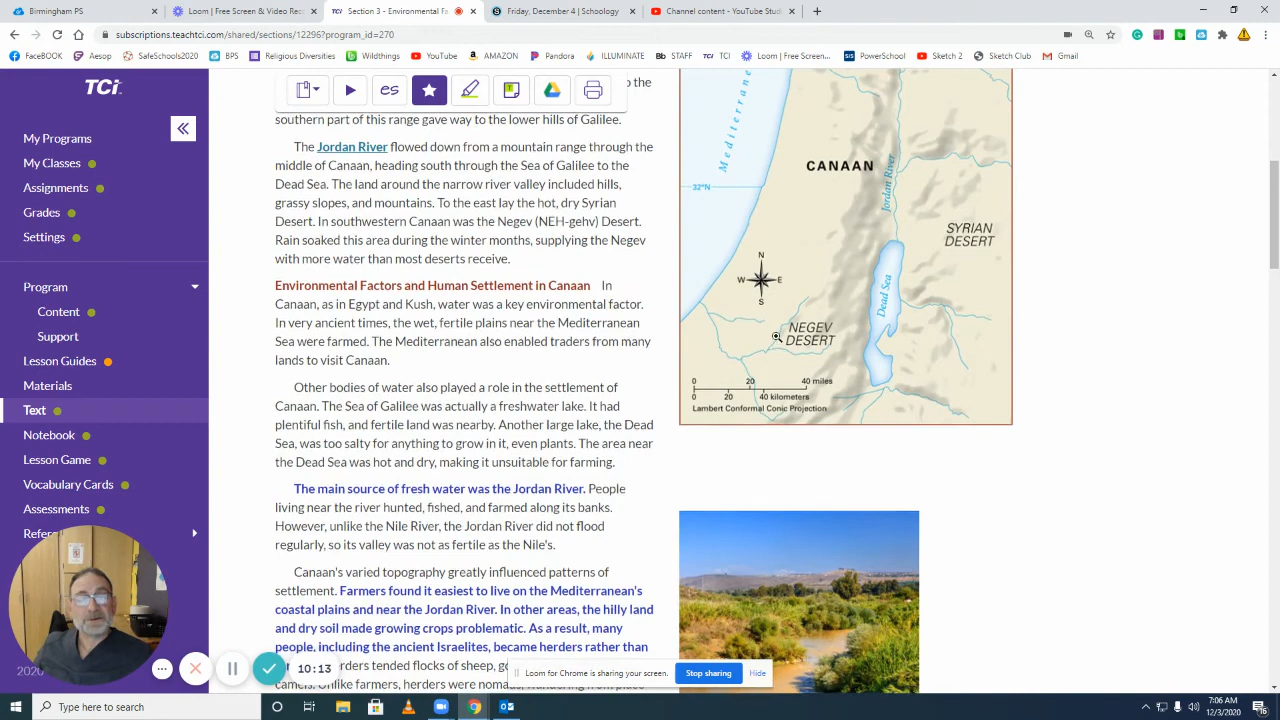 Birmingham PS
Loom | Free Screen & Video Rec
Section 3 - Environmental Fa
Friday, December 4 | Schoology
Channel content - YouTube Stud
subscriptions.teachtci.com/shared/sections/12296?program_id=270
FaceBOOK
Aesop
SafeSchools2020
BPS
Religious Diversities
Wildthings
YouTube
AMAZON
Pandora
ILLUMINATE
Bb STAFF
TCI TCI
Loom | Free Screen...
PowerSchool
Sketch 2
Sketch Club
Gmail
TCi
My Programs
My Classes
Assignments
Grades
Settings
Program
Content
Support
Lesson Guides
Materials
Text
Notebook
Lesson Game
Vocabulary Cards
Assessments
Refer
2020
es
o the
southern part of this range gave way to the lower hills of Galilee.
The Jordan River flowed down from a mountain range through the
middle of Canaan, heading south through the Sea of Galilee to the
Dead Sea. The land around the narrow river valley included hills,
grassy slopes, and mountains. To the east lay the hot, dry Syrian
Desert. In southwestern Canaan was the Negev (NEH-gehv) Desert.
Rain soaked this area during the winter months, supplying the Negev
with more water than most deserts receive.
Environmental Factors and Human Settlement in Canaan In
Canaan, as in Egypt and Kush, water was a key environmental factor.
In very ancient times, the wet, fertile plains near the Mediterranean
Sea were farmed. The Mediterranean also enabled traders from many
lands to visit Canaan.
Other bodies of water also played a role in the settlement of
Canaan. The Sea of Galilee was actually a freshwater lake. It had
plentiful fish, and fertile land was nearby. Another large lake, the Dead
Sea, was too salty for anything to grow in it, even plants. The area near
the Dead Sea was hot and dry, making it unsuitable for farming.
The main source of fresh water was the Jordan River. People
living near the river hunted, fished, and farmed along its banks.
However, unlike the Nile River, the Jordan River did not flood
regularly, so its valley was not as fertile as the Nile's.
Canaan's varied topography greatly influenced patterns of
settlement. Farmers found it easiest to live on the Mediterranean's
coastal plains and near the Jordan River. In other areas, the hilly land
and dry soil made growing crops problematic. As a result, many
people, including the ancient Israelites, became herders rather than
erders tended flocks of sheep, go
camels. Unlike farmers, herders were nomads, wandering from place
Mediterrane
CANAAN
32°N
Jordan River
SYRIAN
DESERT
N
W E
S
Dead Sea
NEGEV
DESERT
0 20 40 miles
0 20 40 kilometers
Lambert Conformal Conic Projection
10:13
Loom for Chrome is sharing your screen.
Stop sharing
Hide
Type here to search
7:06 AM
12/3/2020